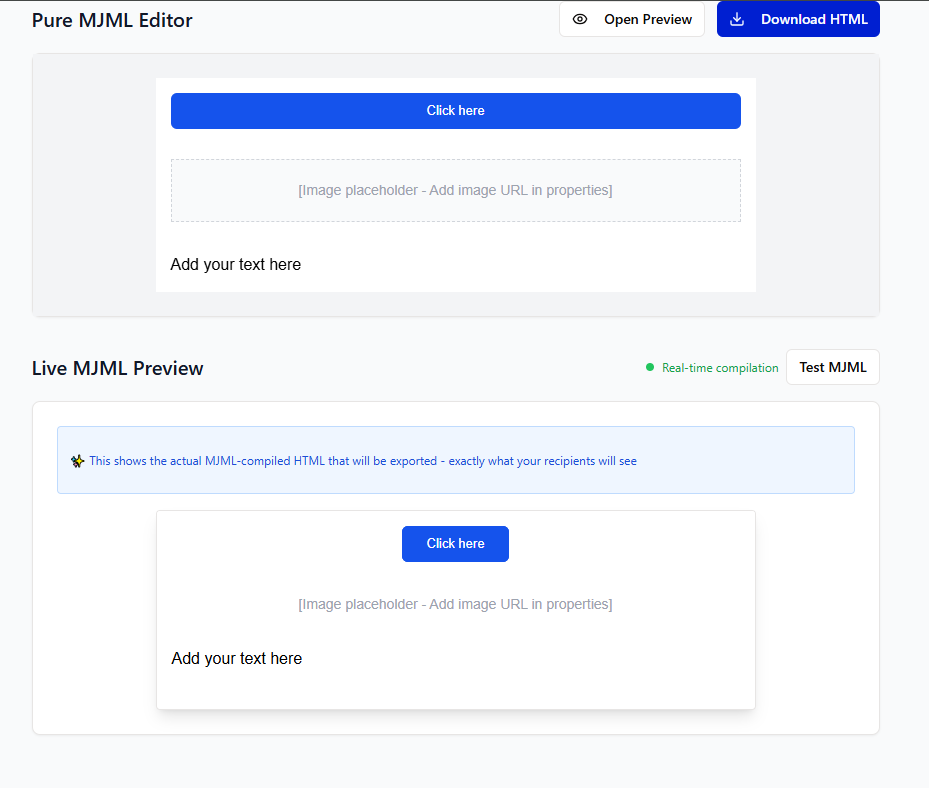 Pure MJML Editor
Open Preview
Download HTML
Click here
[Image placeholder - Add image URL in properties]
Add your text here
Live MJML Preview
Real-time compilation
Test MJML
✨ This shows the actual MJML-compiled HTML that will be exported - exactly what your recipients will see
Click here
[Image placeholder - Add image URL in properties]
Add your text here